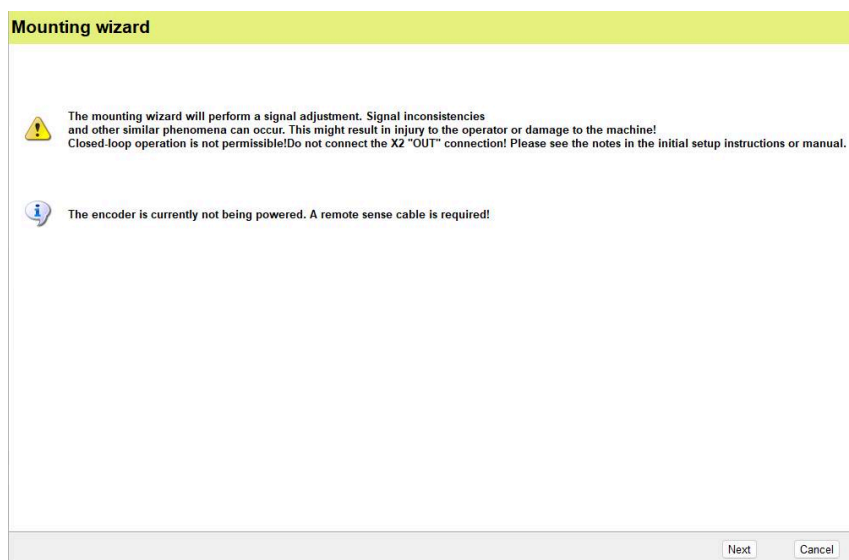 Mounting wizard
The mounting wizard will perform a signal adjustment. Signal inconsistencies
and other similar phenomena can occur. This might result in injury to the operator or damage to the machine!
Closed-loop operation is not permissible!Do not connect the X2 "OUT" connection! Please see the notes in the initial setup instructions or manual.
The encoder is currently not being powered. A remote sense cable is required!
Next Cancel